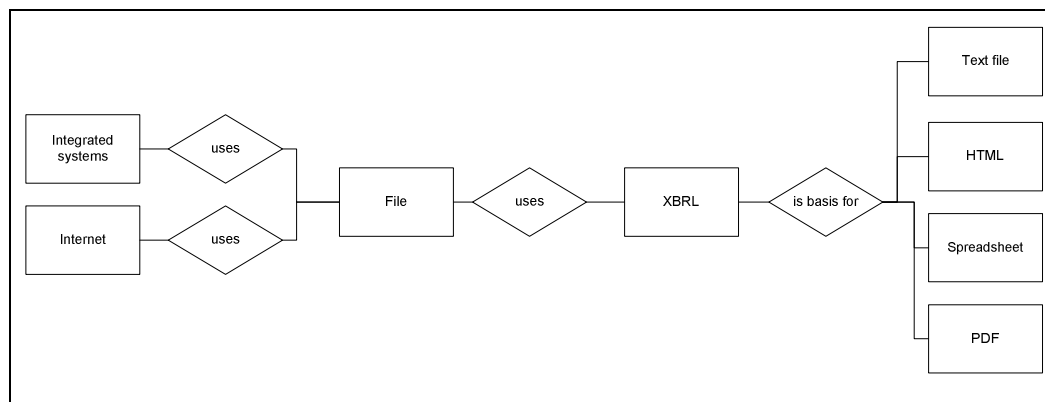 Integrated
systems
uses
Internet
uses
File
uses
XBRL
is basis for
Text file
HTML
Spreadsheet
PDF